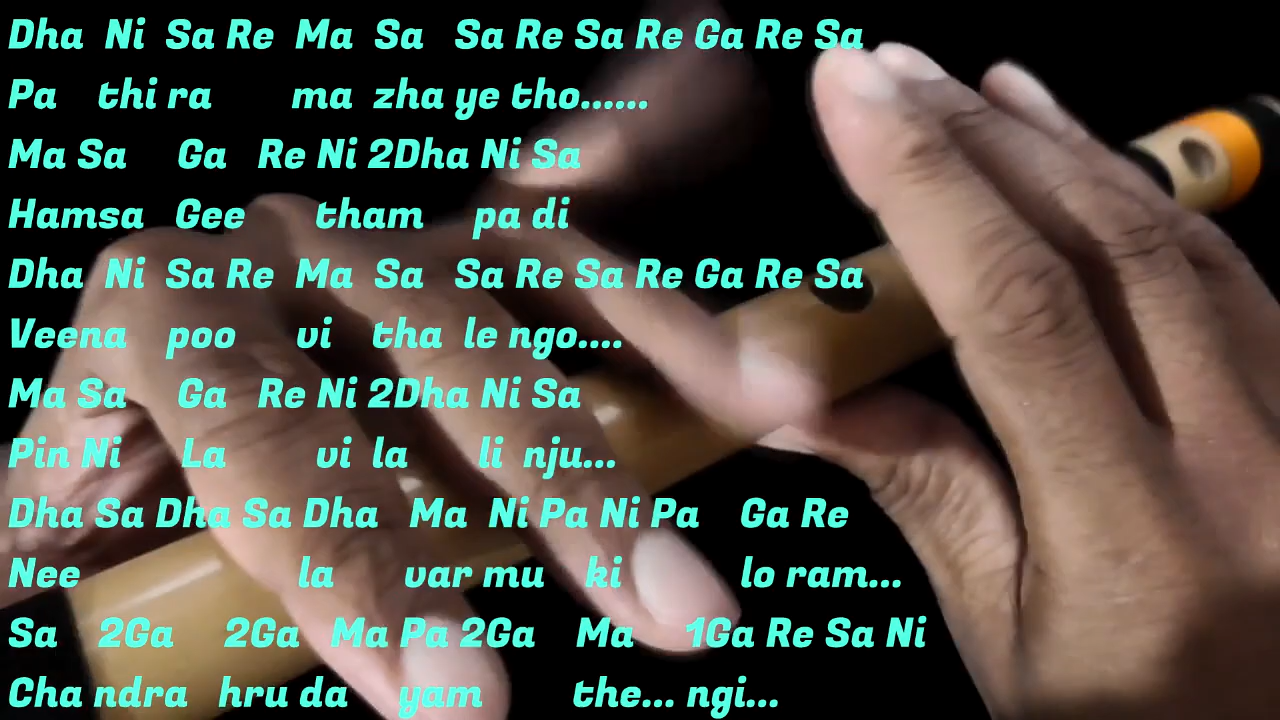 Dha Ni Sa Re Ma Sa Sa Re Sa Re Ga Re Sa
Pa thi ra ma zha ye tho......
Ma Sa Ga Re Ni 2Dha Ni Sa
Hamsa Gee tham pa di
Dha Ni Sa Re Ma Sa Sa Re Sa Re Ga Re Sa
Veena poo vi tha le ngo....
Ma Sa Ga Re Ni 2Dha Ni Sa
Pin Ni La vi la li nju...
Dha Sa Dha Sa Dha Ma Ni Pa Ni Pa Ga Re
Nee la var mu ki lo ram...
Sa 2Ga 2Ga Ma Pa 2Ga Ma 1Ga Re Sa Ni
Cha ndra hru da yam the... ngi...